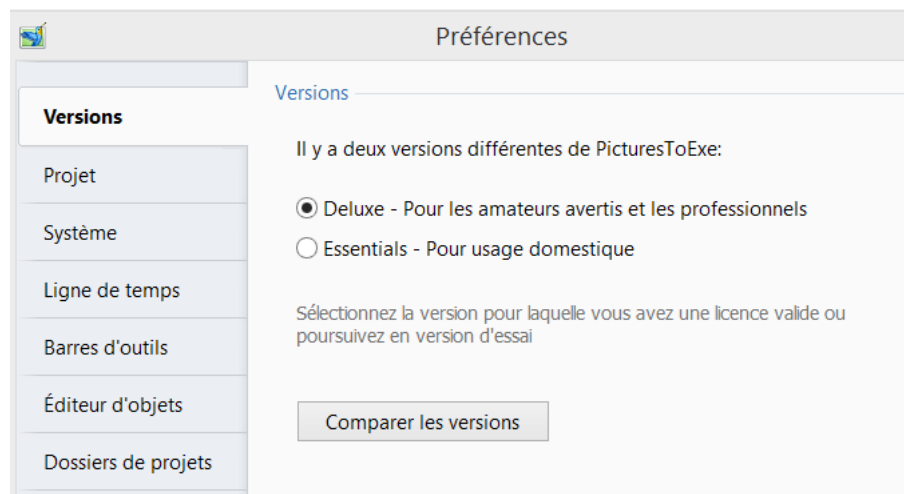 Préférences
Versions
Projet
Système
Ligne de temps
Barres d'outils
Éditeur d'objets
Dossiers de projets
Versions
Il y a deux versions différentes de PicturesToExe:
Deluxe - Pour les amateurs avertis et les professionnels
Essentials - Pour usage domestique
Sélectionnez la version pour laquelle vous avez une licence valide ou
poursuivez en version d'essai
Comparer les versions